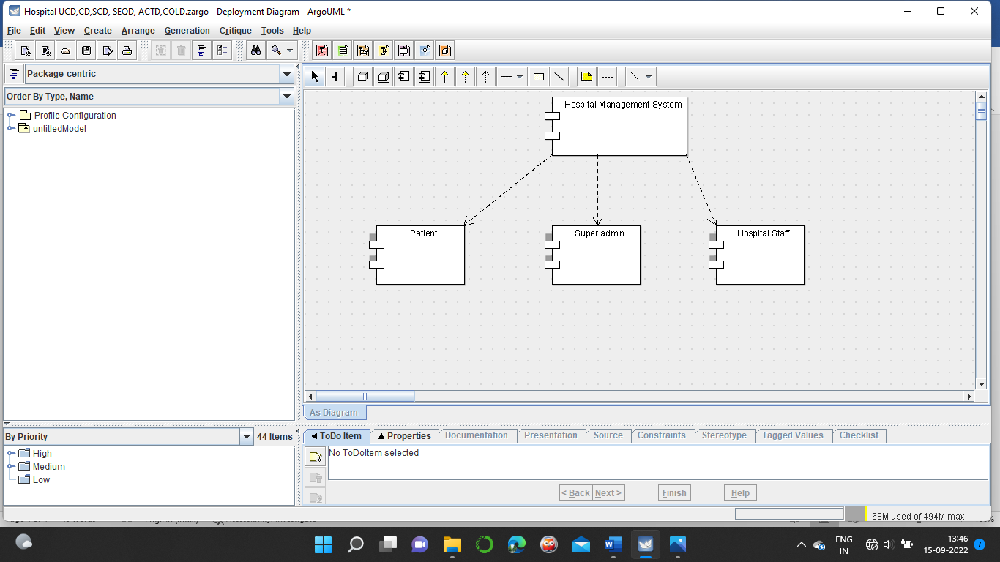 Hospital UCD,CD,SCD, SEQD, ACTD,COLD.zargo - Deployment Diagram - ArgoUML *
File Edit View Create Arrange Generation Critique Tools Help
Package-centric
Order By Type, Name
Profile Configuration
untitledModel
Hospital Management System
Patient
Super admin
Hospital Staff
As Diagram
By Priority
44 Items
High
Medium
Low
ToDo Item
Properties
Documentation
Presentation
Source
Constraints
Stereotype
Tagged Values
Checklist
No ToDoItem selected
< Back
Next >
Finish
Help
68M used of 494M max
ENG
IN
13:46
15-09-2022
7